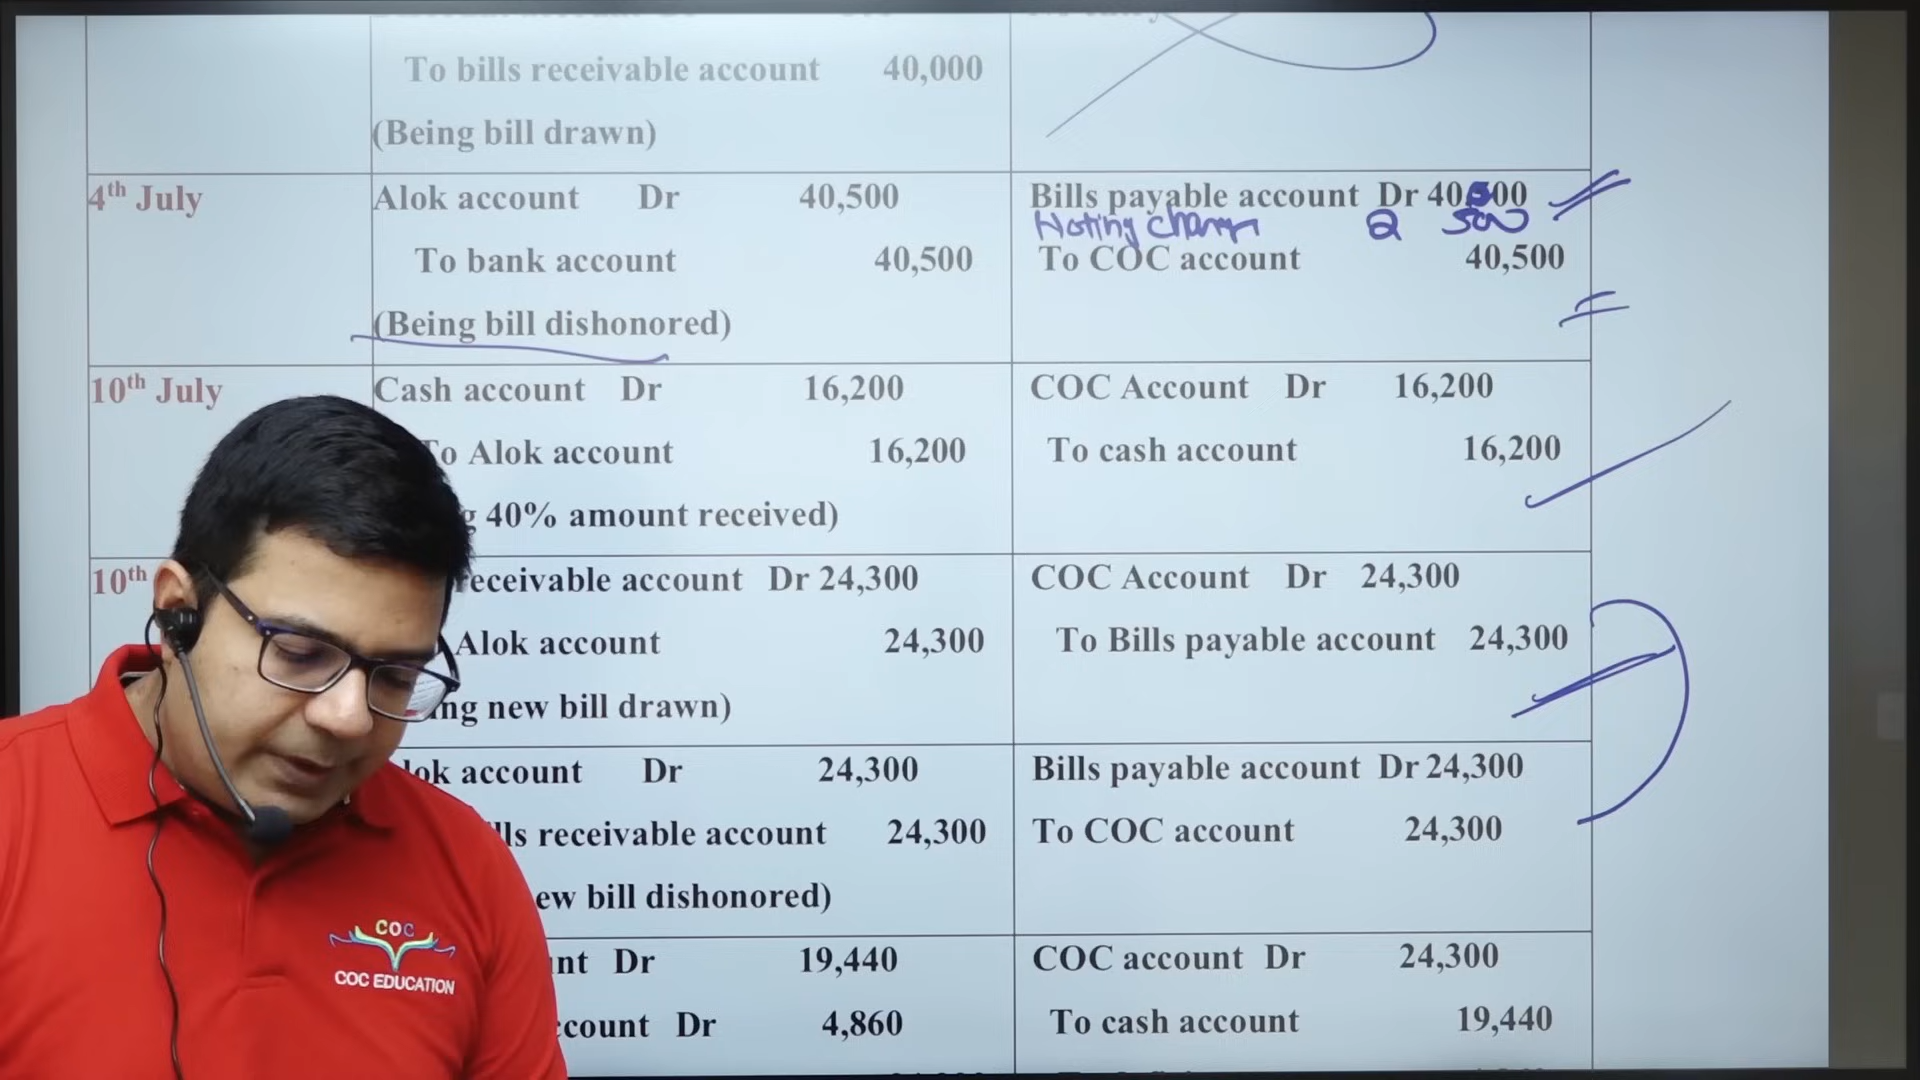 To bills receivable account 40,000
(Being bill drawn)
4th July
Alok account Dr 40,500
To bank account 40,500
(Being bill dishonored)
Bills payable account Dr 40,000
Noting charge a 500
To COC account 40,500
10th July
Cash account Dr 16,200
To Alok account 16,200
40% amount received)
COC Account Dr 16,200
To cash account 16,200
10th
receivable account Dr 24,300
Alok account 24,300
new bill drawn)
COC Account Dr 24,300
To Bills payable account 24,300
account Dr 24,300
receivable account 24,300
bill dishonored)
Bills payable account Dr 24,300
To COC account 24,300
Dr 19,440
Dr 4,860
COC account Dr 24,300
To cash account 19,440
COC
COC EDUCATION